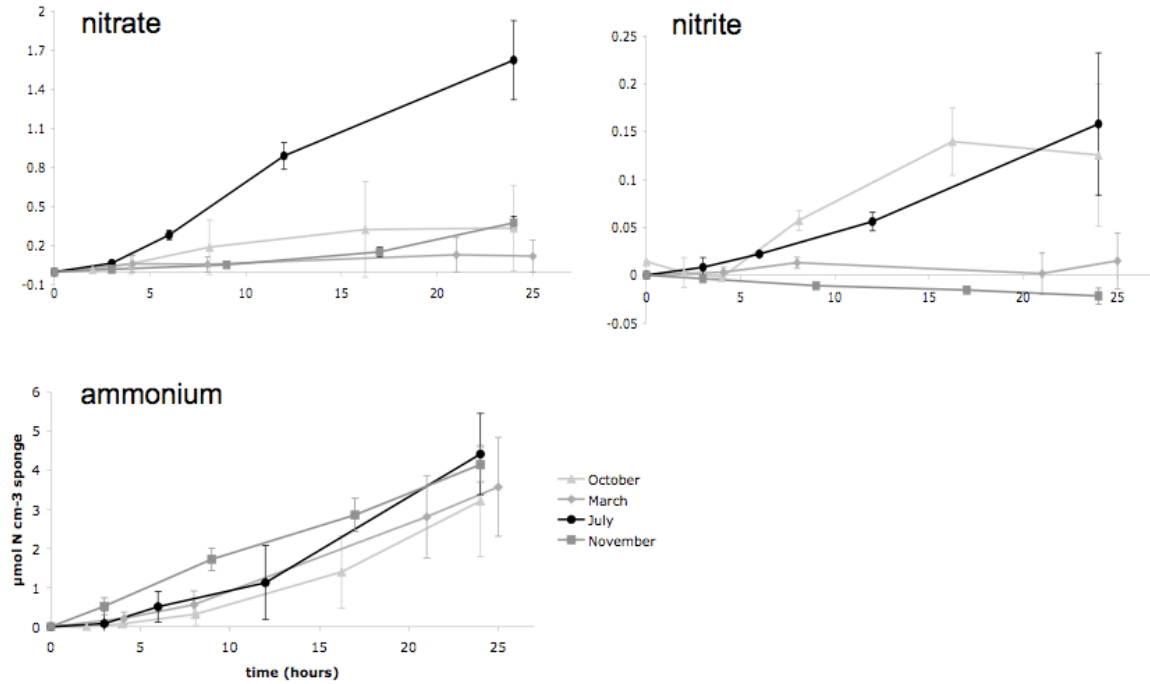 nitrate
2
1.7
1.4
1.1
0.8
0.5
0.2
-0.1
0 5 10 15 20 25
nitrite
0.25
0.2
0.15
0.1
0.05
0
-0.05
0 5 10 15 20 25
ammonium
6
5
4
3
2
1
0
0 5 10 15 20 25
µmol N cm-3 sponge
time (hours)
October
March
July
November